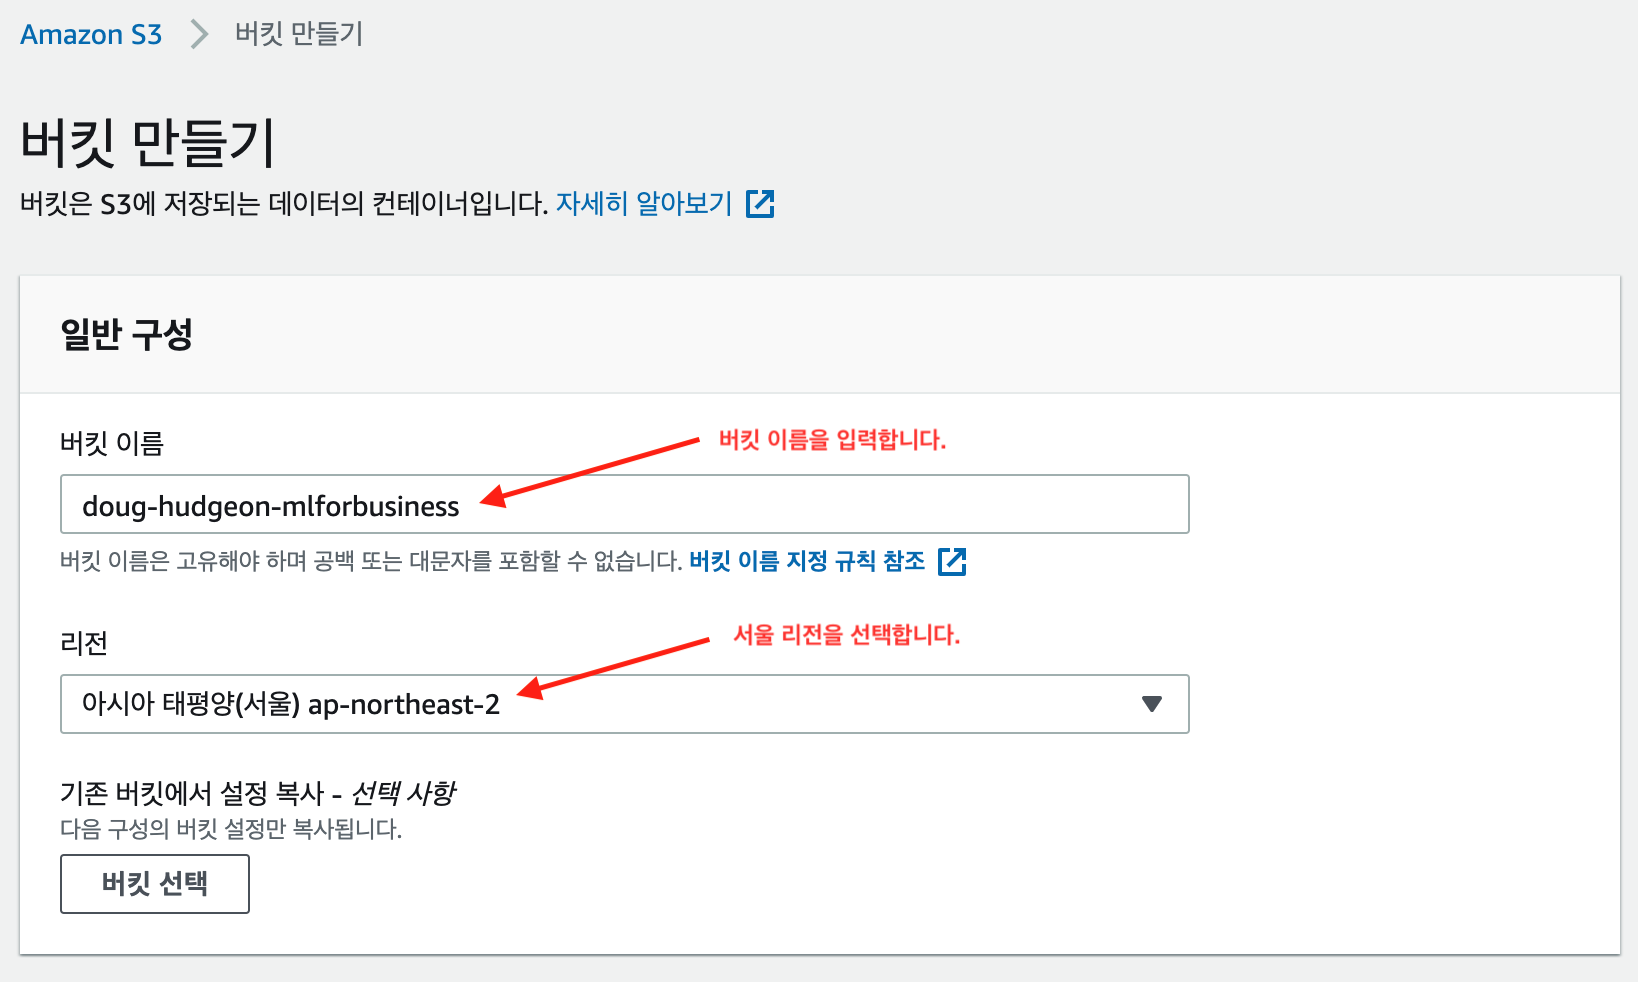 Amazon S3 > 버킷 만들기
버킷 만들기
버킷은 S3에 저장되는 데이터의 컨테이너입니다. 자세히 알아보기
일반 구성
버킷 이름
버킷 이름을 입력합니다.
doug-hudgeon-mlforbusiness
버킷 이름은 고유해야 하며 공백 또는 대문자를 포함할 수 없습니다. 버킷 이름 지정 규칙 참조
리전
서울 리전을 선택합니다.
아시아 태평양(서울) ap-northeast-2
기존 버킷에서 설정 복사 - 선택 사항
다음 구성의 버킷 설정만 복사됩니다.
버킷 선택